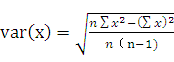 var(x) = √((n∑x²−(∑x)²)/(n（n−1）))